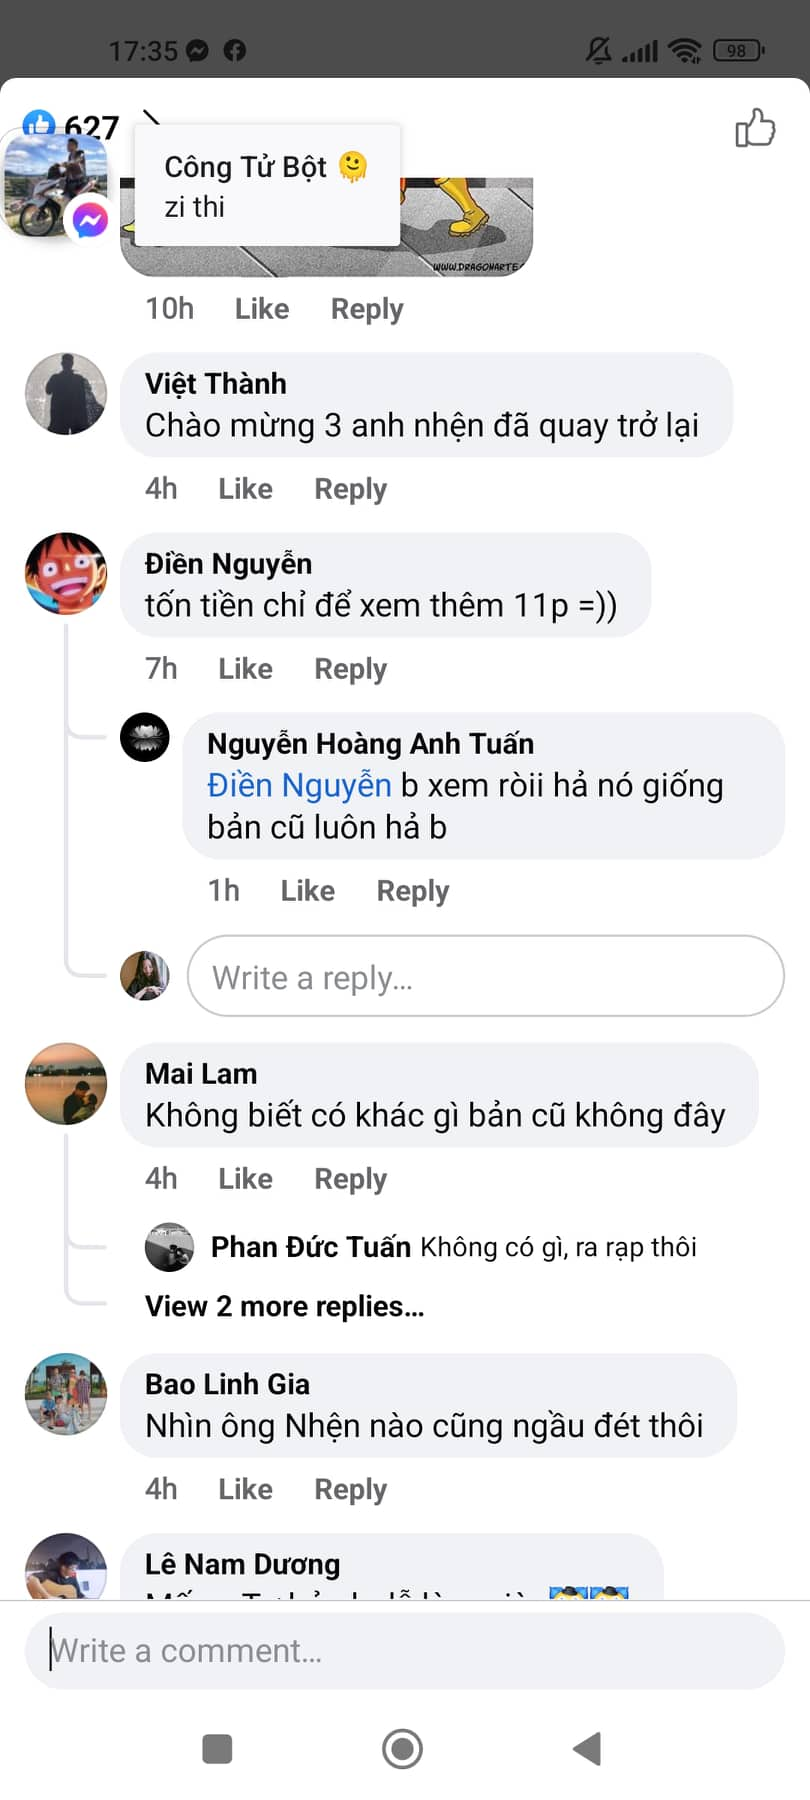 17:35
98
627
Công Tử Bột 🫠
zi thi
WWW.DRAGONARTE
10h Like Reply
Việt Thành
Chào mừng 3 anh nhện đã quay trở lại
4h Like Reply
Điền Nguyễn
tốn tiền chỉ để xem thêm 11p =))
7h Like Reply
Nguyễn Hoàng Anh Tuấn
Điền Nguyễn b xem ròii hả nó giống
bản cũ luôn hả b
1h Like Reply
Write a reply...
Mai Lam
Không biết có khác gì bản cũ không đây
4h Like Reply
Phan Đức Tuấn Không có gì, ra rạp thôi
View 2 more replies...
Bao Linh Gia
Nhìn ông Nhện nào cũng ngầu đét thôi
4h Like Reply
Lê Nam Dương
Write a comment...